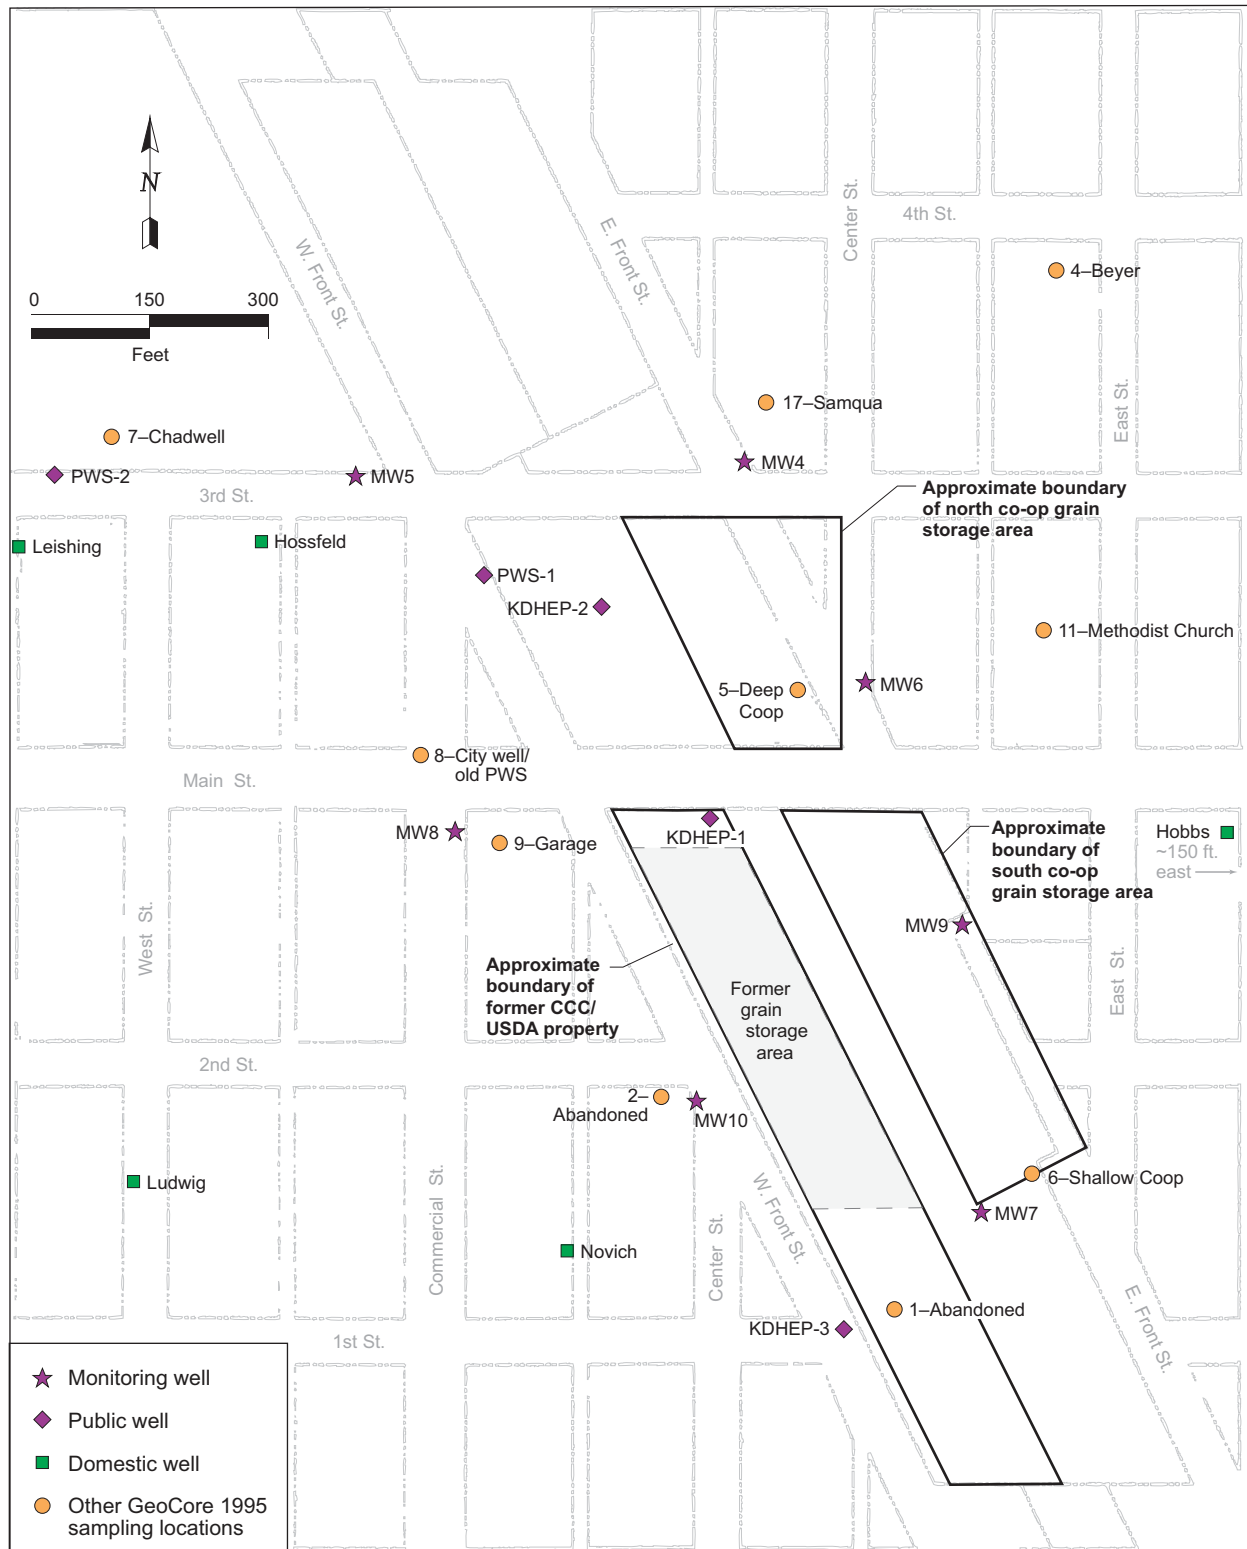 N
0 150 300
Feet
W. Front St.
E. Front St.
Center St.
4th St.
4–Beyer
East St.
17–Samqua
7–Chadwell
PWS-2
MW5
MW4
3rd St.
Approximate boundary
of north co-op grain
storage area
Leishing
Hossfeld
PWS-1
KDHEP-2
11–Methodist Church
5–Deep
Coop
MW6
8–City well/
old PWS
Main St.
MW8
9–Garage
KDHEP-1
Approximate
boundary of
south co-op
grain storage area
Hobbs
~150 ft.
east
West St.
MW9
East St.
Approximate
boundary of
former CCC/
USDA property
Former
grain
storage
area
2nd St.
2–
Abandoned
MW10
Ludwig
6–Shallow Coop
MW7
Commercial St.
Novich
Center St.
W. Front St.
1–Abandoned
KDHEP-3
E. Front St.
1st St.
Monitoring well
Public well
Domestic well
Other GeoCore 1995
sampling locations